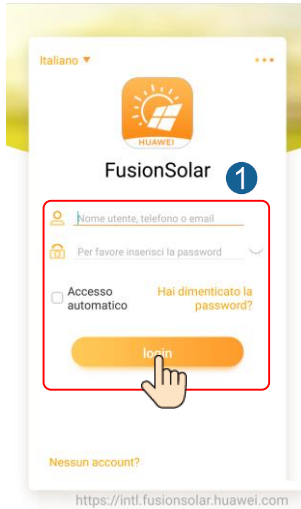 Italiano
HUAWEI
FusionSolar
1
Nome utente, telefono o email
Per favore inserisci la password
Accesso automatico
Hai dimenticato la password?
login
Nessun account?
https://intl.fusionsolar.huawei.com